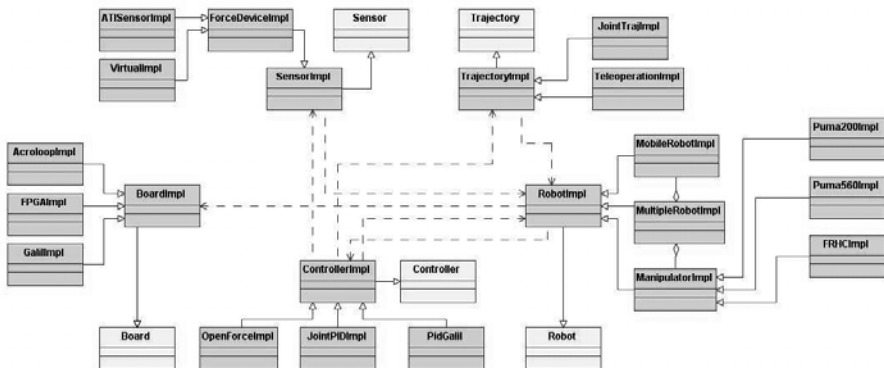 ATISensorImpl
ForceDeviceImpl
Sensor
Trajectory
JointTrajImpl
VirtualImpl
SensorImpl
TrajectoryImpl
TeleoperationImpl
Puma200Impl
AcroloopImpl
MobileRobotImpl
BoardImpl
RobotImpl
Puma560Impl
FPGAImpl
MultipleRobotImpl
GalilImpl
FRHCImpl
ControllerImpl
Controller
ManipulatorImpl
Board
OpenForceImpl
JointPIDImpl
PidGalil
Robot